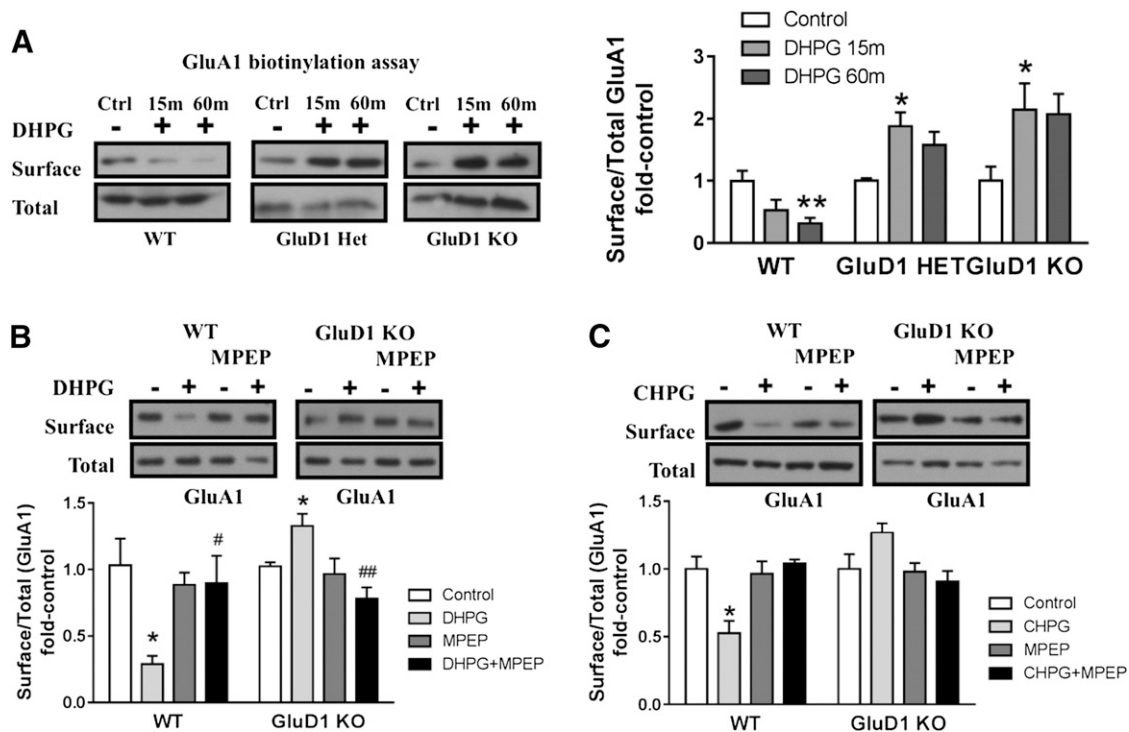 A
GluA1 biotinylation assay
Ctrl 15m 60m Ctrl 15m 60m Ctrl 15m 60m
DHPG - + + - + + - + +
Surface
Total
WT GluD1 Het GluD1 KO
Control
DHPG 15m
DHPG 60m
Surface/Total GluA1
fold-control
3
2
1
0
** * *
WT GluD1 HET GluD1 KO
B
WT GluD1 KO
MPEP MPEP
DHPG - + - + - + - +
Surface
Total
GluA1 GluA1
Surface/Total (GluA1)
fold-control
1.5
1.0
0.5
0.0
* # * ##
WT GluD1 KO
Control
DHPG
MPEP
DHPG+MPEP
C
WT GluD1 KO
MPEP MPEP
CHPG - + - + - + - +
Surface
Total
GluA1 GluA1
Surface/Total (GluA1)
fold-control
1.5
1.0
0.5
0.0
*
WT GluD1 KO
Control
CHPG
MPEP
CHPG+MPEP